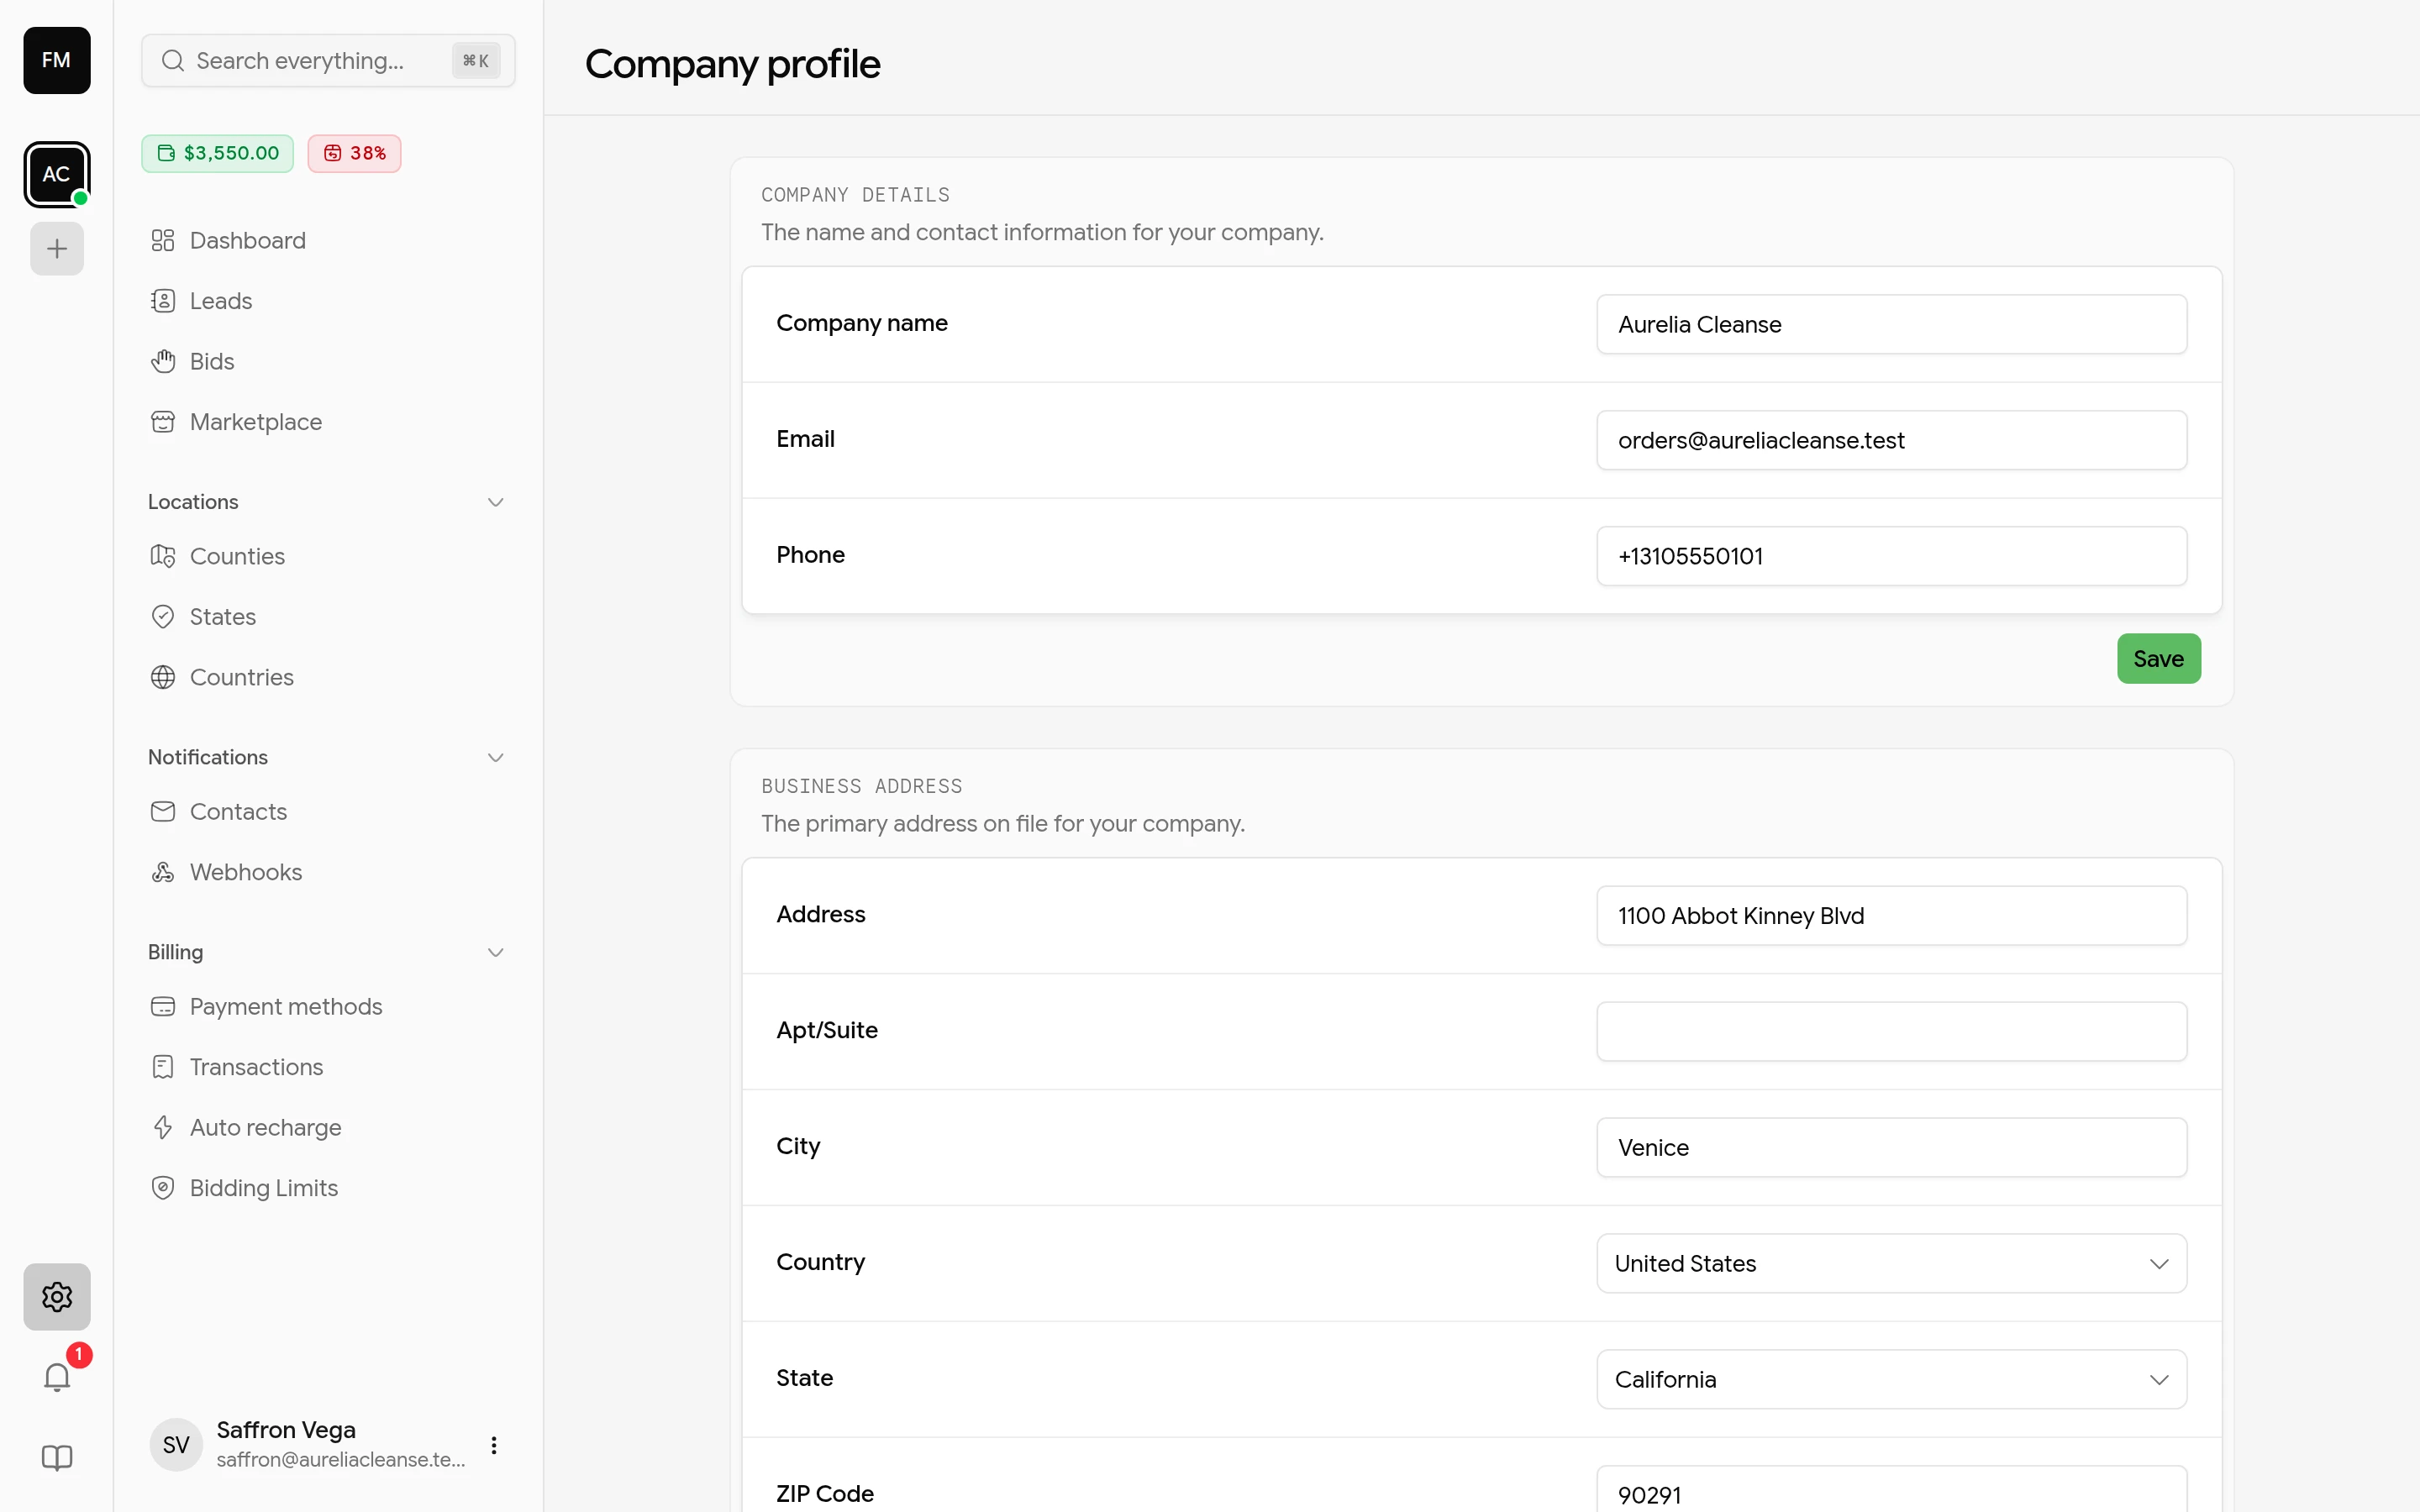 FM
AC
Search everything...
⌘K
$3,550.00
38%
Dashboard
Leads
Bids
Marketplace
Locations
Counties
States
Countries
Notifications
Contacts
Webhooks
Billing
Payment methods
Transactions
Auto recharge
Bidding Limits
1
SV
Saffron Vega
saffron@aureliacleanse.te...
Company profile
COMPANY DETAILS
The name and contact information for your company.
Company name
Aurelia Cleanse
Email
orders@aureliacleanse.test
Phone
+13105550101
Save
BUSINESS ADDRESS
The primary address on file for your company.
Address
1100 Abbot Kinney Blvd
Apt/Suite
City
Venice
Country
United States
State
California
ZIP Code
90291